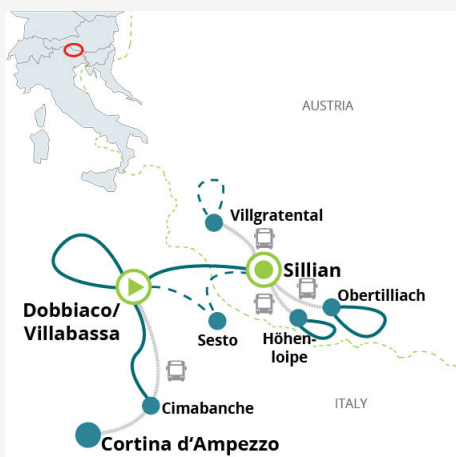 AUSTRIA
Villgratental
Sillian
Obertilliach
Dobbiaco/
Villabassa
Sesto
Höhen-
loipe
Cimabanche
ITALY
Cortina d‘Ampezzo